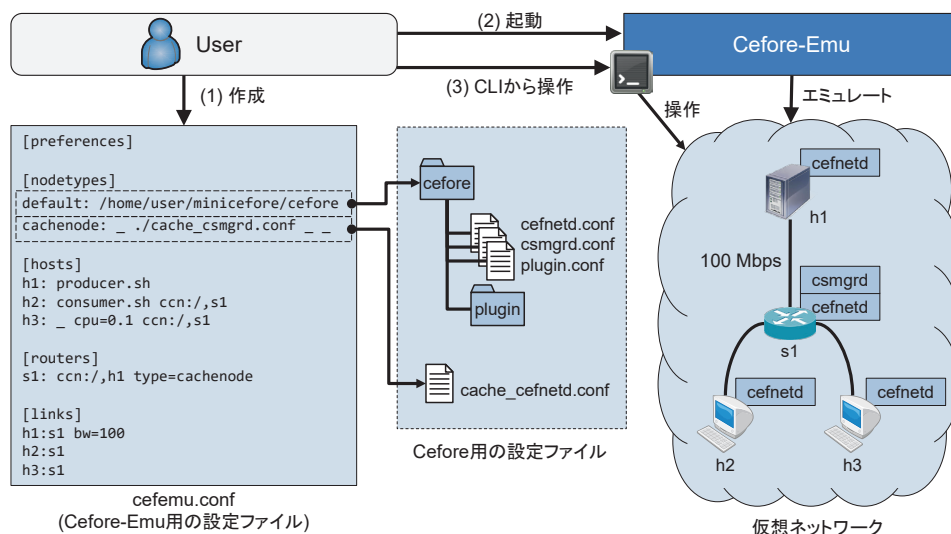 User
(2) 起動
Cefore-Emu
(3) CLIから操作
(1) 作成
操作
エミュレート
[preferences]
[nodetypes]
default: /home/user/minicefore/cefore
cachenode: _ ./cache_csmgrd.conf _ _
[hosts]
h1: producer.sh
h2: consumer.sh ccn:/,s1
h3: _ cpu=0.1 ccn:/,s1
[routers]
s1: ccn:/,h1 type=cachenode
[links]
h1:s1 bw=100
h2:s1
h3:s1
cefemu.conf
(Cefore-Emu用の設定ファイル)
cefore
cefnetd.conf
csmgrd.conf
plugin.conf
plugin
cache_cefnetd.conf
Cefore用の設定ファイル
cefnetd
h1
100 Mbps
csmgrd
cefnetd
s1
cefnetd
cefnetd
h2
h3
仮想ネットワーク